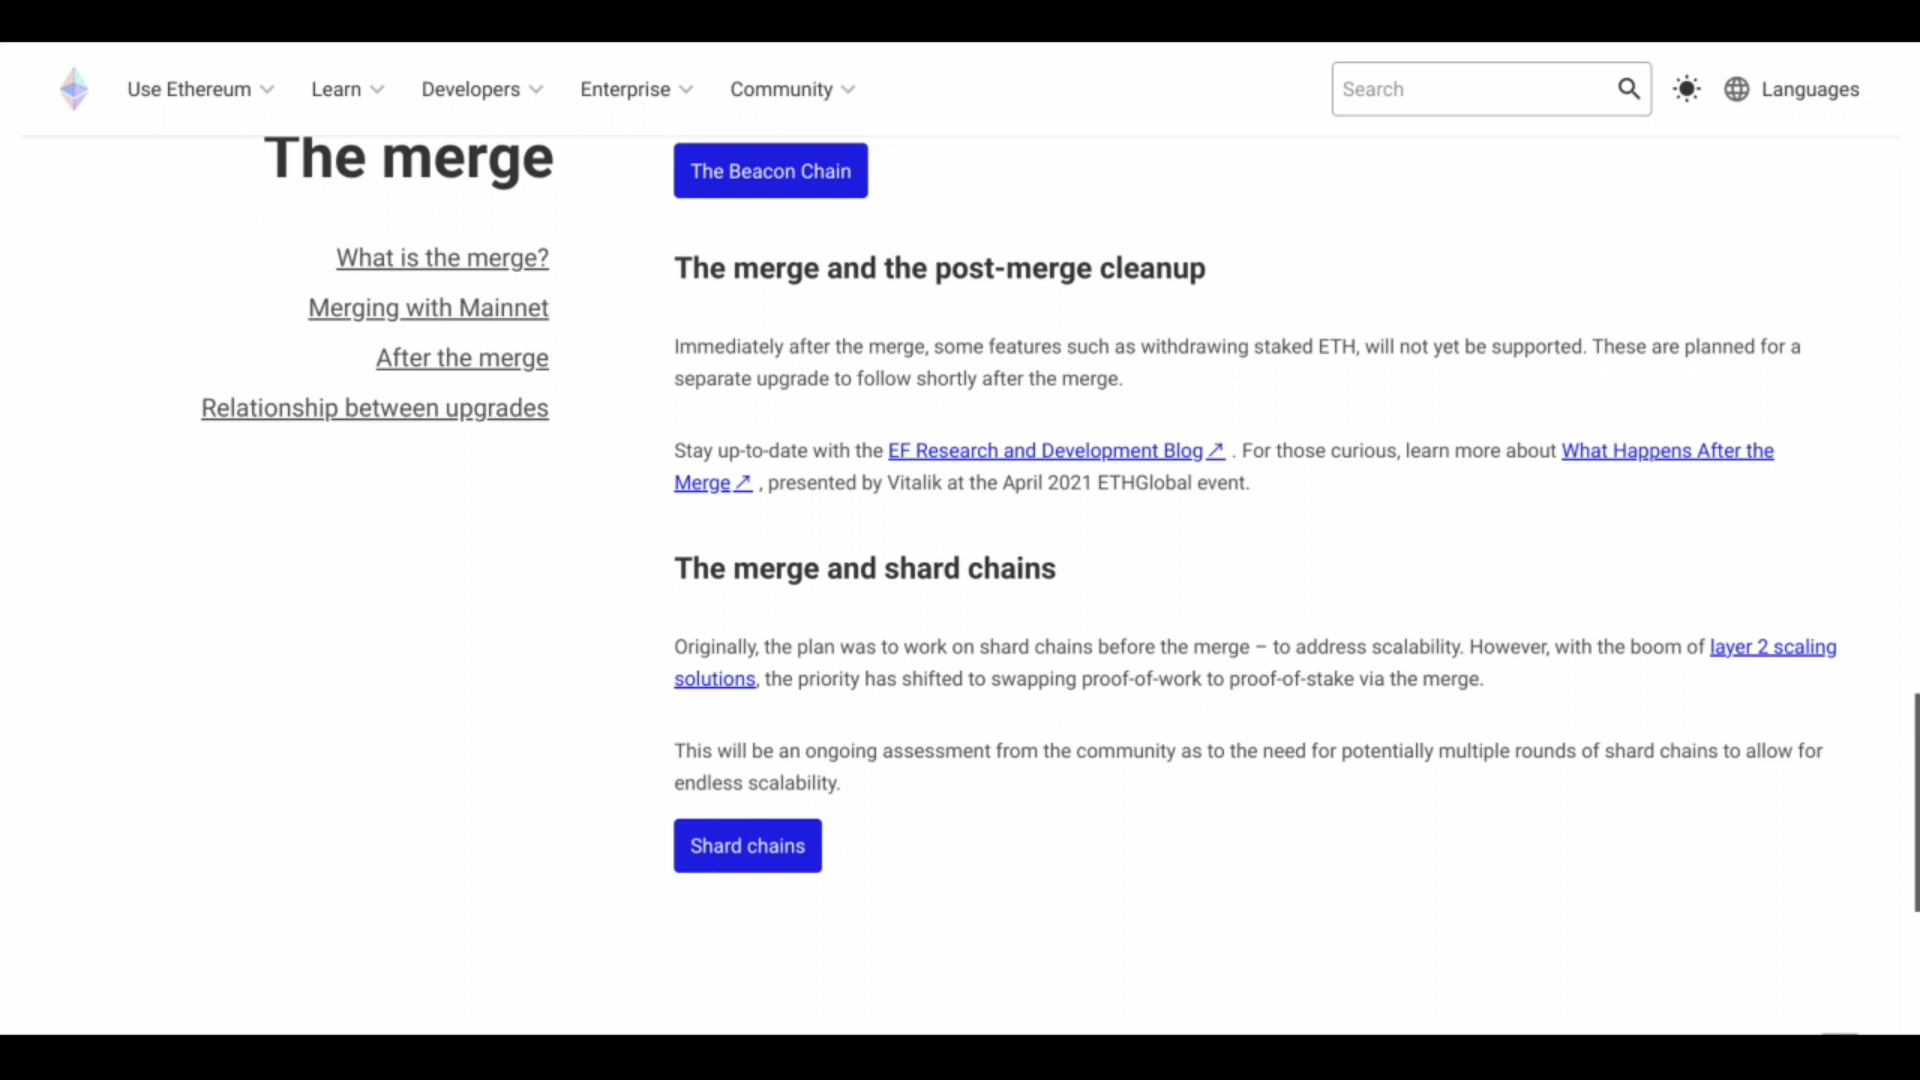 Use Ethereum Learn Developers Enterprise Community Search Languages
The merge
What is the merge?
Merging with Mainnet
After the merge
Relationship between upgrades
The Beacon Chain
The merge and the post-merge cleanup
Immediately after the merge, some features such as withdrawing staked ETH, will not yet be supported. These are planned for a
separate upgrade to follow shortly after the merge.
Stay up-to-date with the EF Research and Development Blog↗ . For those curious, learn more about What Happens After the
Merge↗ , presented by Vitalik at the April 2021 ETHGlobal event.
The merge and shard chains
Originally, the plan was to work on shard chains before the merge – to address scalability. However, with the boom of layer 2 scaling
solutions, the priority has shifted to swapping proof-of-work to proof-of-stake via the merge.
This will be an ongoing assessment from the community as to the need for potentially multiple rounds of shard chains to allow for
endless scalability.
Shard chains